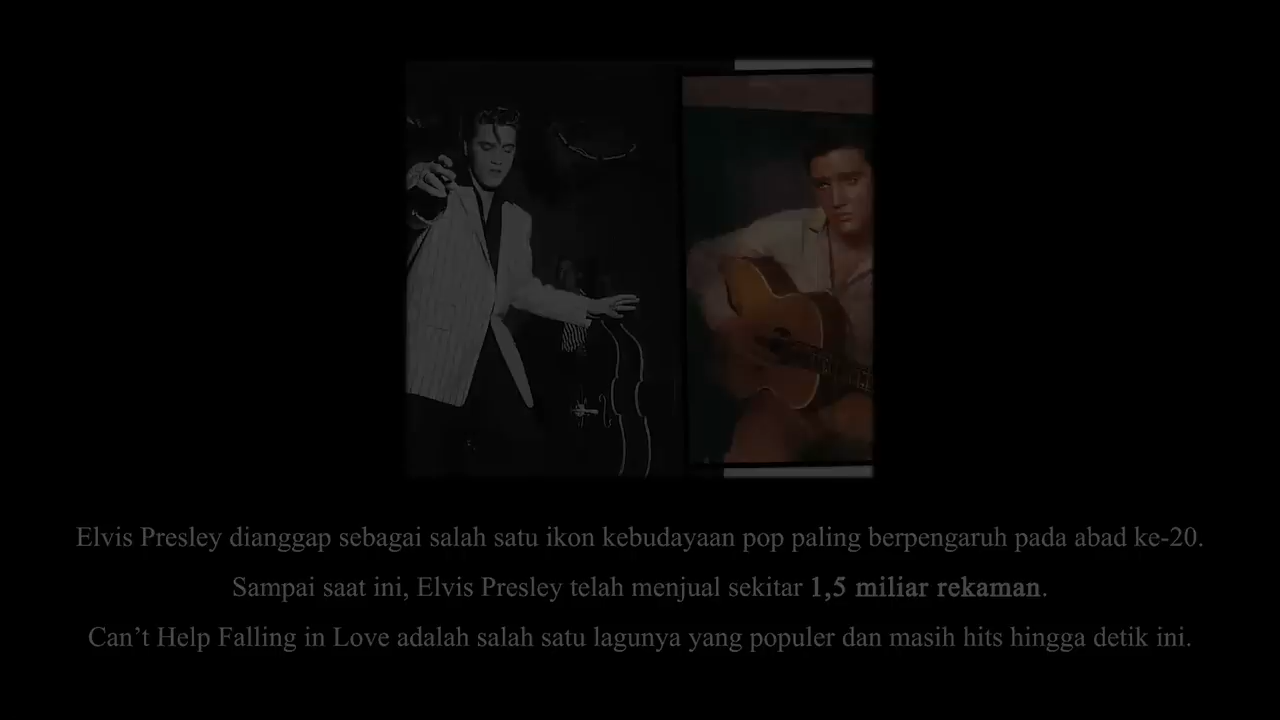 Elvis Presley dianggap sebagai salah satu ikon kebudayaan pop paling berpengaruh pada abad ke-20.
Sampai saat ini, Elvis Presley telah menjual sekitar 1,5 miliar rekaman.
Can’t Help Falling in Love adalah salah satu lagunya yang populer dan masih hits hingga detik ini.